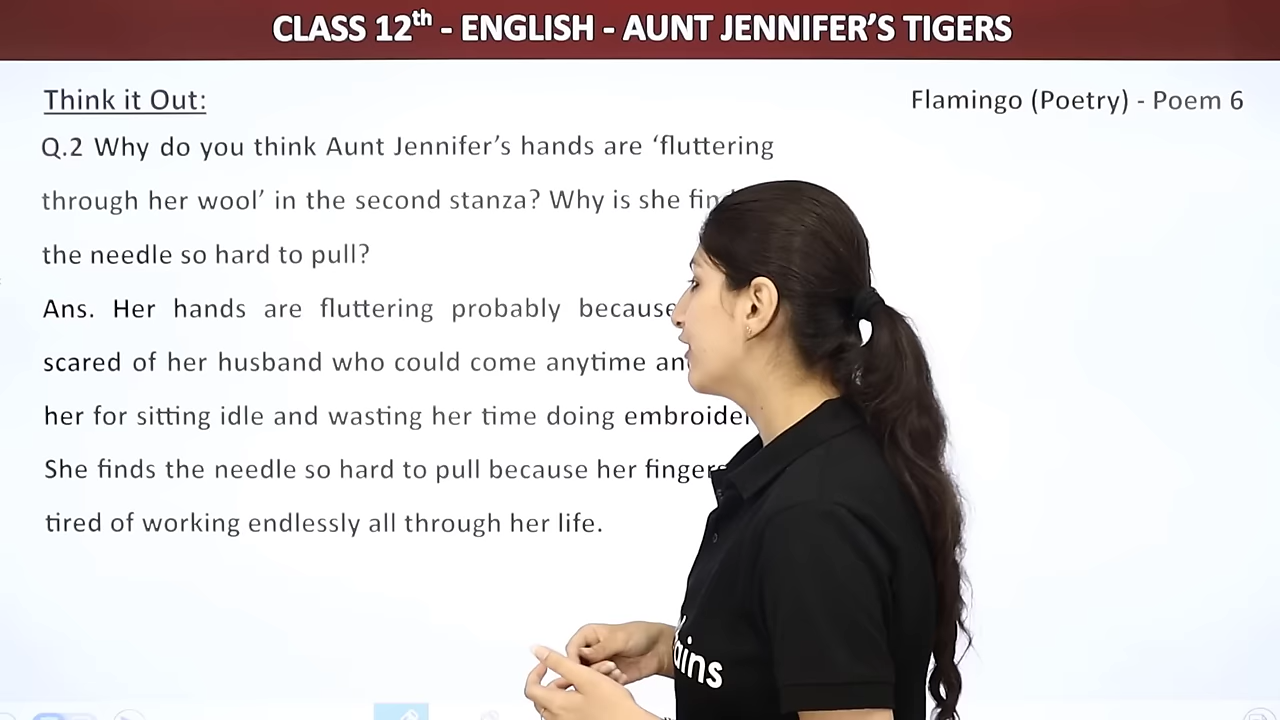 CLASS 12th - ENGLISH - AUNT JENNIFER'S TIGERS
Think it Out:
Flamingo (Poetry) - Poem 6
Q.2 Why do you think Aunt Jennifer's hands are 'fluttering
through her wool' in the second stanza? Why is she
the needle so hard to pull?
Ans. Her hands are fluttering probably because
scared of her husband who could come anytime
her for sitting idle and wasting her time doing
She finds the needle so hard to pull because her
tired of working endlessly all through her life.